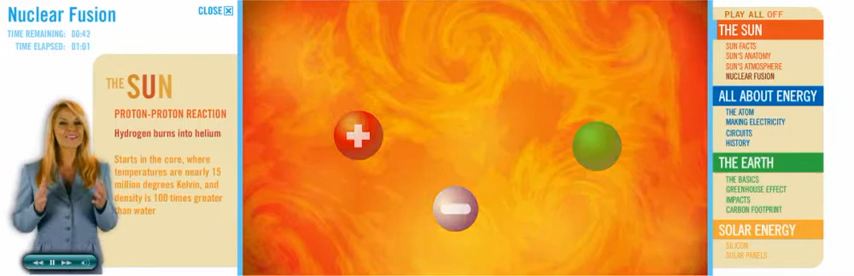 Nuclear Fusion
CLOSE
TIME REMAINING: 00:42
TIME ELAPSED: 01:01
THE SUN
PROTON-PROTON REACTION
Hydrogen burns into helium
Starts in the core, where
temperatures are nearly 15
million degrees Kelvin, and
density is 100 times greater
than water
PLAY ALL OFF
THE SUN
SUN FACTS
SUN'S ANATOMY
SUN'S ATMOSPHERE
NUCLEAR FUSION
ALL ABOUT ENERGY
THE ATOM
MAKING ELECTRICITY
CIRCUITS
HISTORY
THE EARTH
THE BASICS
GREENHOUSE EFFECT
IMPACTS
CARBON FOOTPRINT
SOLAR ENERGY
SILICON
SOLAR PANELS